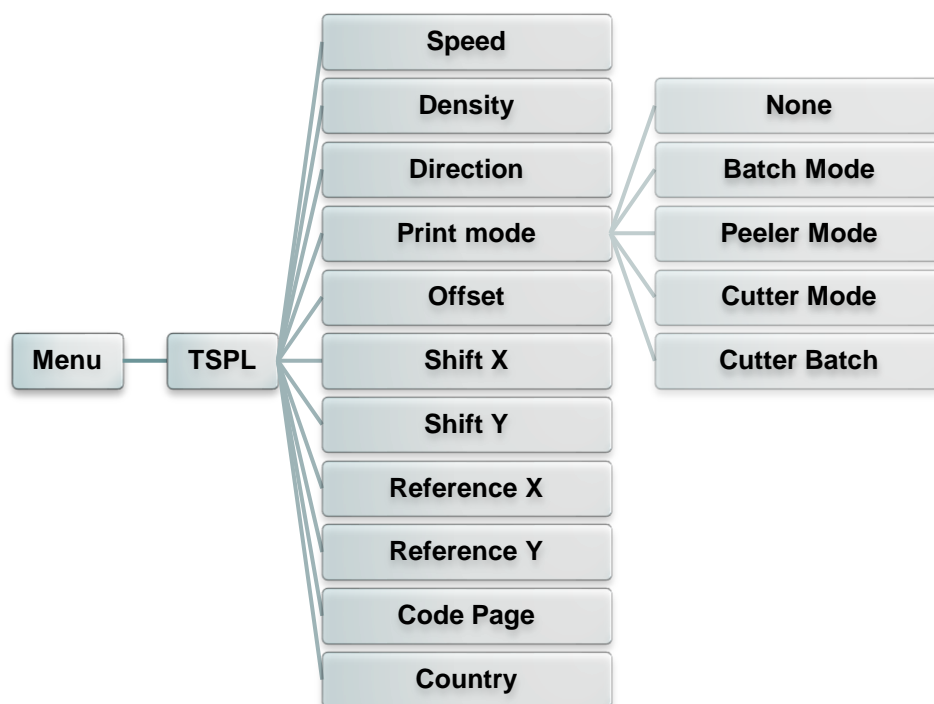 Menu
TSPL
Speed
Density
Direction
Print mode
Offset
Shift X
Shift Y
Reference X
Reference Y
Code Page
Country
None
Batch Mode
Peeler Mode
Cutter Mode
Cutter Batch